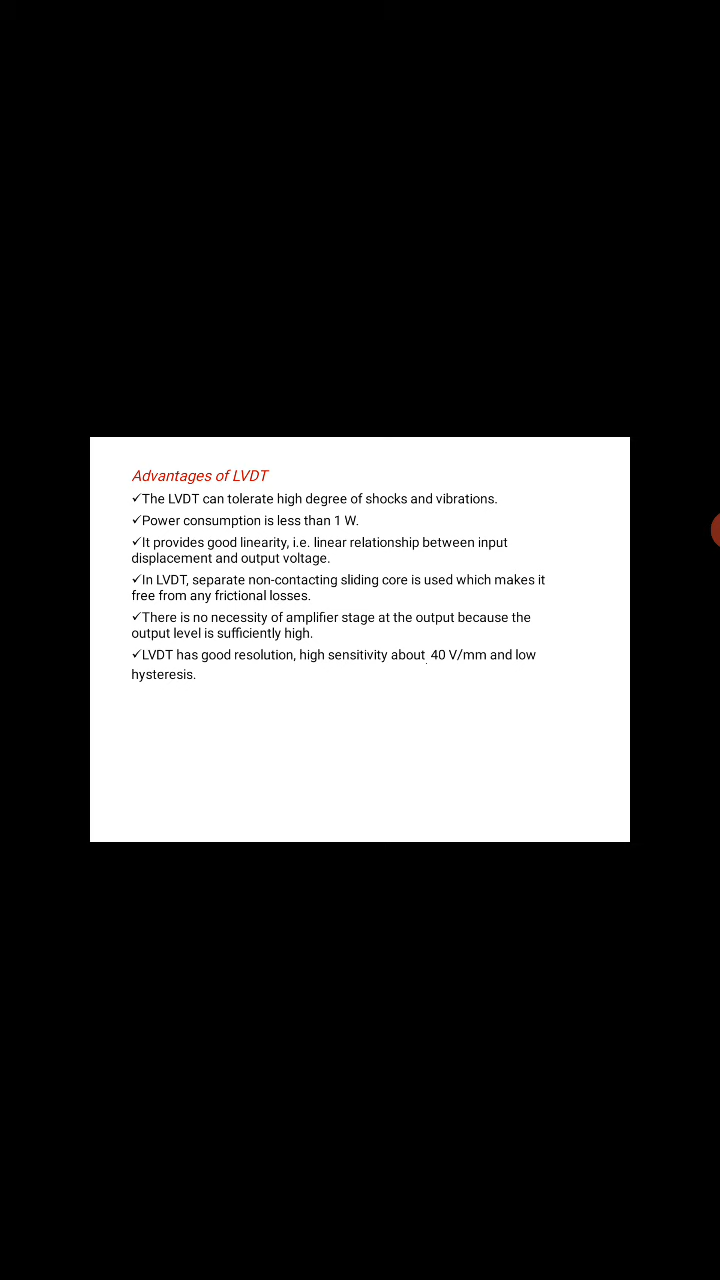 Advantages of LVDT
✓The LVDT can tolerate high degree of shocks and vibrations.
✓Power consumption is less than 1 W.
✓It provides good linearity, i.e. linear relationship between input
displacement and output voltage.
✓In LVDT, separate non-contacting sliding core is used which makes it
free from any frictional losses.
✓There is no necessity of amplifier stage at the output because the
output level is sufficiently high.
✓LVDT has good resolution, high sensitivity about 40 V/mm and low
hysteresis.